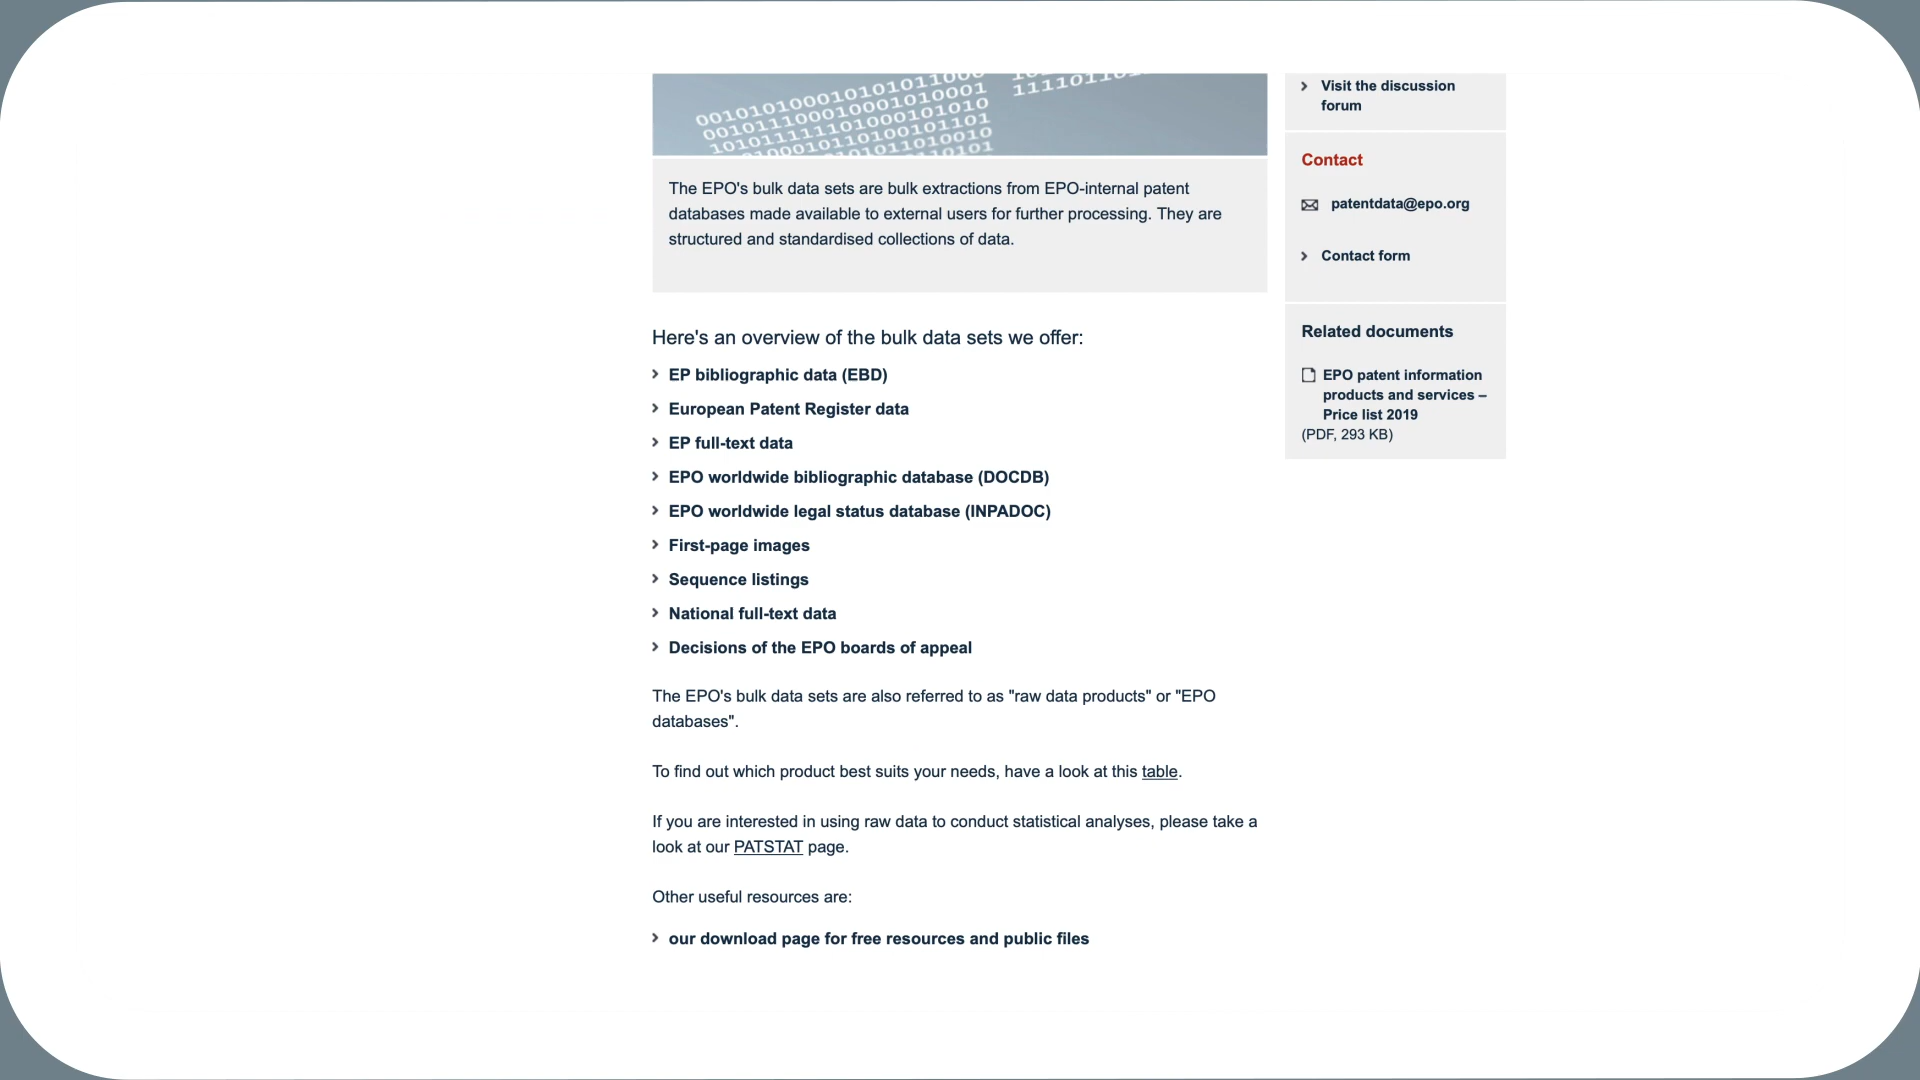 The EPO's bulk data sets are bulk extractions from EPO-internal patent
databases made available to external users for further processing. They are
structured and standardised collections of data.
Here's an overview of the bulk data sets we offer:
EP bibliographic data (EBD)
European Patent Register data
EP full-text data
EPO worldwide bibliographic database (DOCDB)
EPO worldwide legal status database (INPADOC)
First-page images
Sequence listings
National full-text data
Decisions of the EPO boards of appeal
The EPO's bulk data sets are also referred to as "raw data products" or "EPO
databases".
To find out which product best suits your needs, have a look at this table.
If you are interested in using raw data to conduct statistical analyses, please take a
look at our PATSTAT page.
Other useful resources are:
our download page for free resources and public files
Visit the discussion
forum
Contact
patentdata@epo.org
Contact form
Related documents
EPO patent information
products and services –
Price list 2019
(PDF, 293 KB)